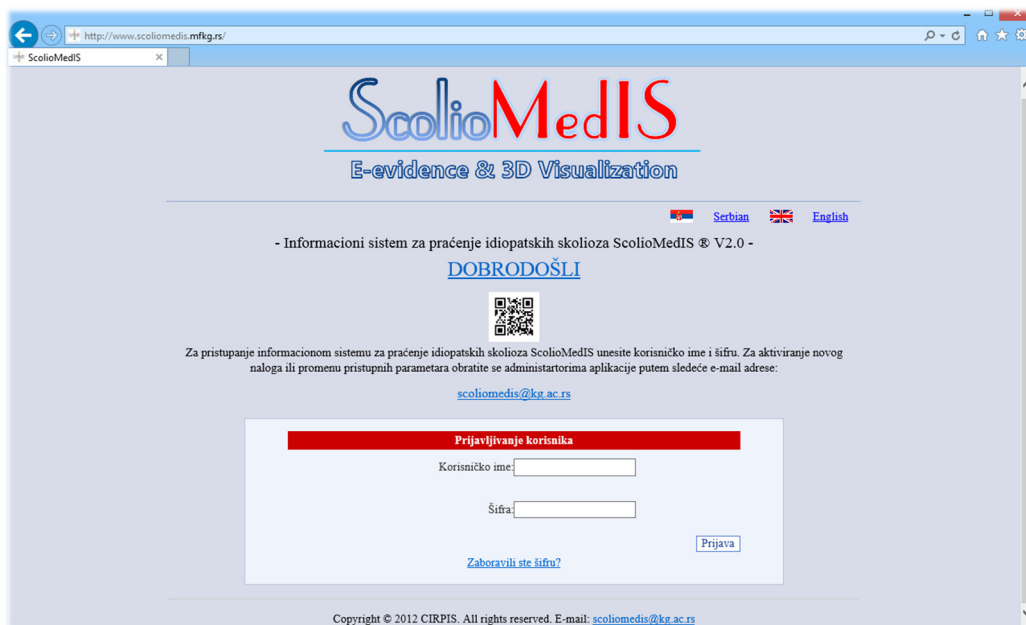 http://www.scoliomedis.mfkg.rs/
ScolioMedIS
ScolioMedIS
E-evidence & 3D Visualization
Serbian English
- Informacioni sistem za praćenje idiopatskih skolioza ScolioMedIS ® V2.0 -
DOBRODOŠLI
Za pristupanje informacionom sistemu za praćenje idiopatskih skolioza ScolioMedIS unesite korisničko ime i šifru. Za aktiviranje novog
naloga ili promenu pristupnih parametara obratite se administartorima aplikacije putem sledeće e-mail adrese:
scoliomedis@kg.ac.rs
Prijavljivanje korisnika
Korisničko ime:
Šifra:
Prijava
Zaboravili ste šifru?
Copyright © 2012 CIRPIS. All rights reserved. E-mail: scoliomedis@kg.ac.rs